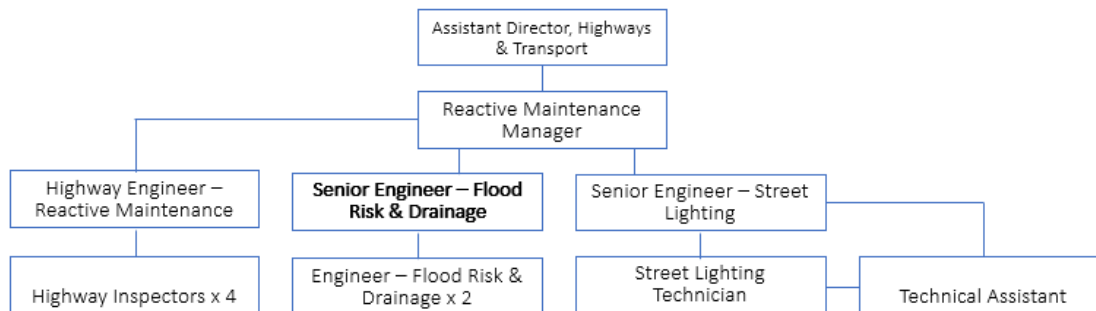 Assistant Director, Highways
& Transport
Reactive Maintenance
Manager
Highway Engineer –
Reactive Maintenance
Senior Engineer – Flood
Risk & Drainage
Senior Engineer – Street
Lighting
Highway Inspectors x 4
Engineer – Flood Risk &
Drainage x 2
Street Lighting
Technician
Technical Assistant